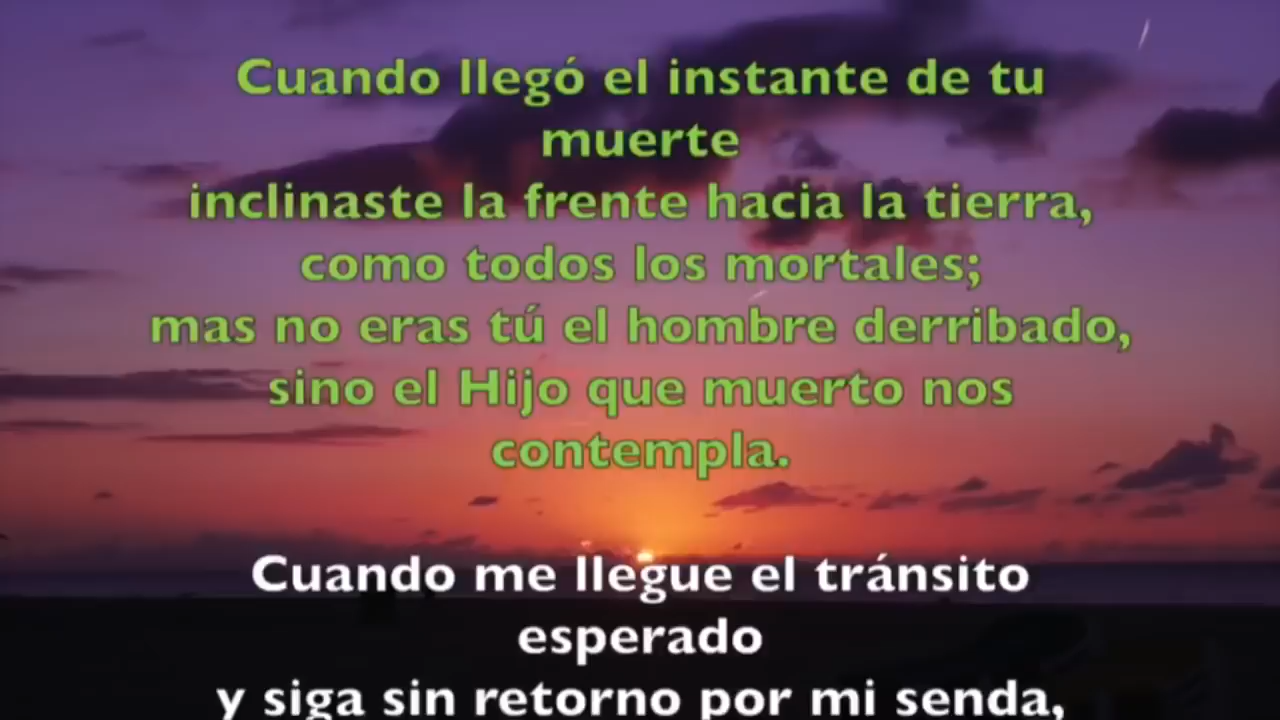 Cuando llegó el instante de tu
muerte
inclinaste la frente hacia la tierra,
como todos los mortales;
mas no eras tú el hombre derribado,
sino el Hijo que muerto nos
contempla.
Cuando me llegue el tránsito
esperado
y siga sin retorno por mi senda,